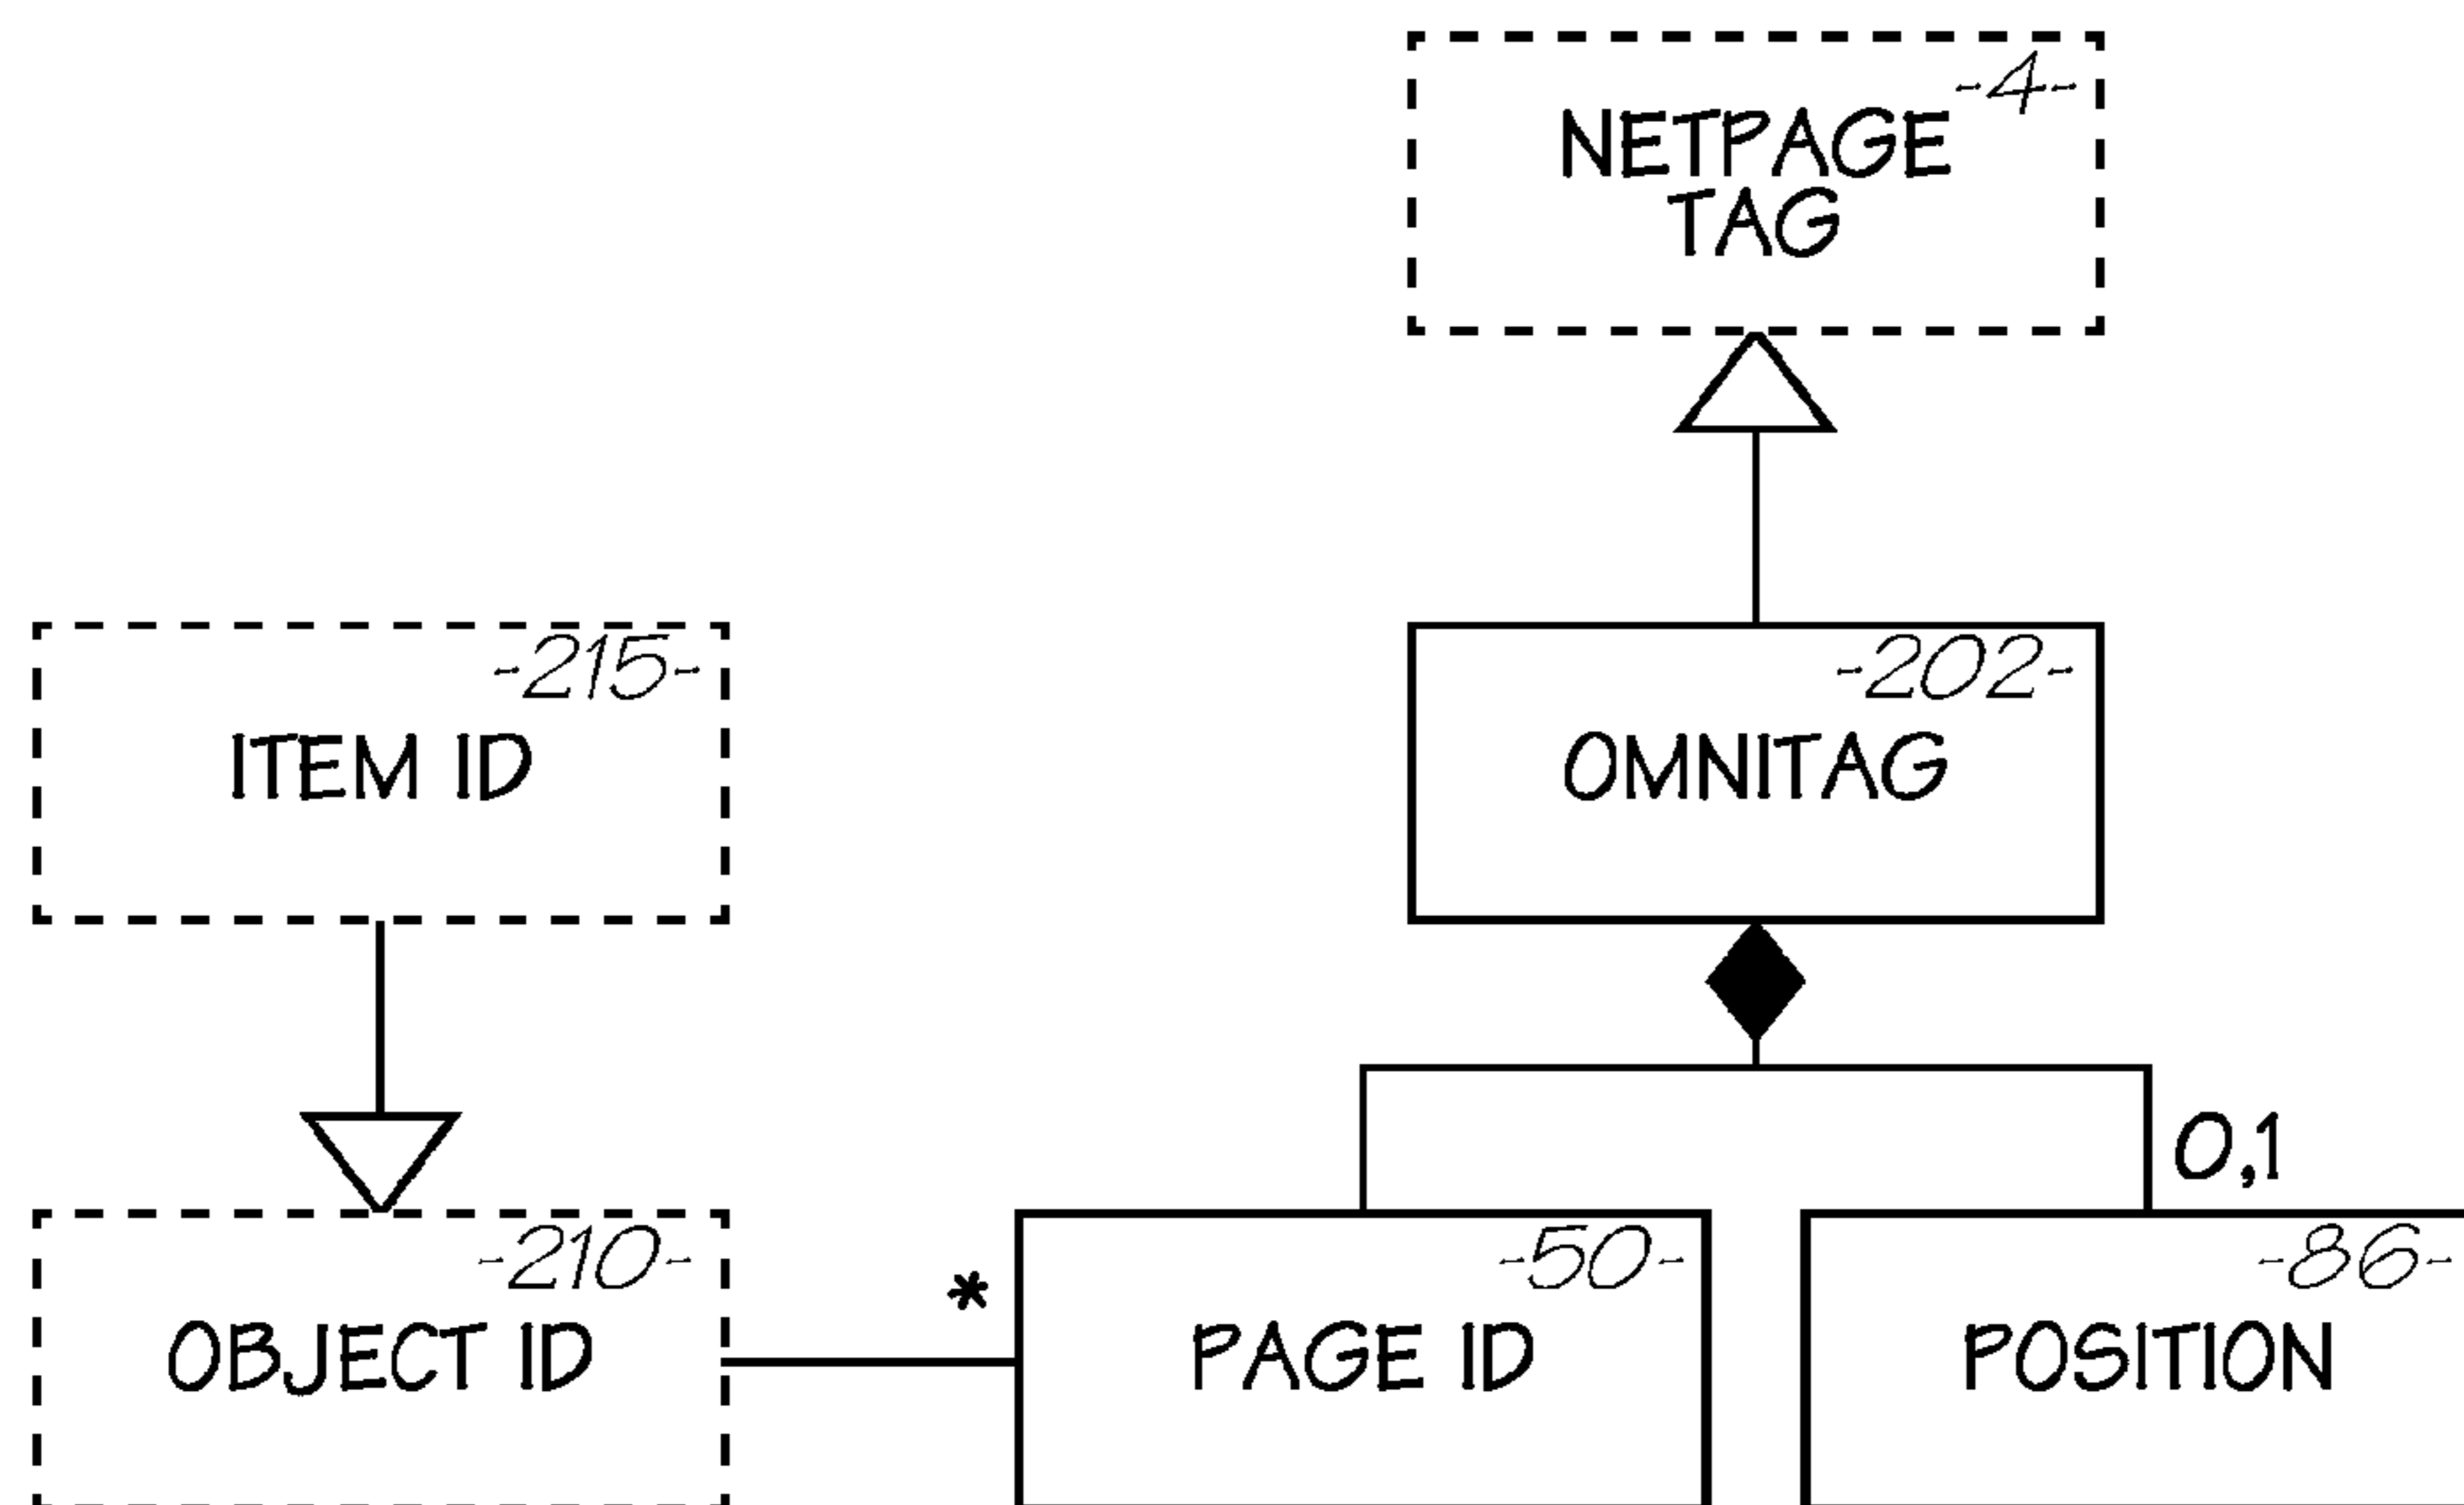 -4-
NETPAGE
TAG
-215-
ITEM ID
-202-
OMNITAG
0,1
-210-
OBJECT ID
*
-50-
PAGE ID
-86-
POSITION